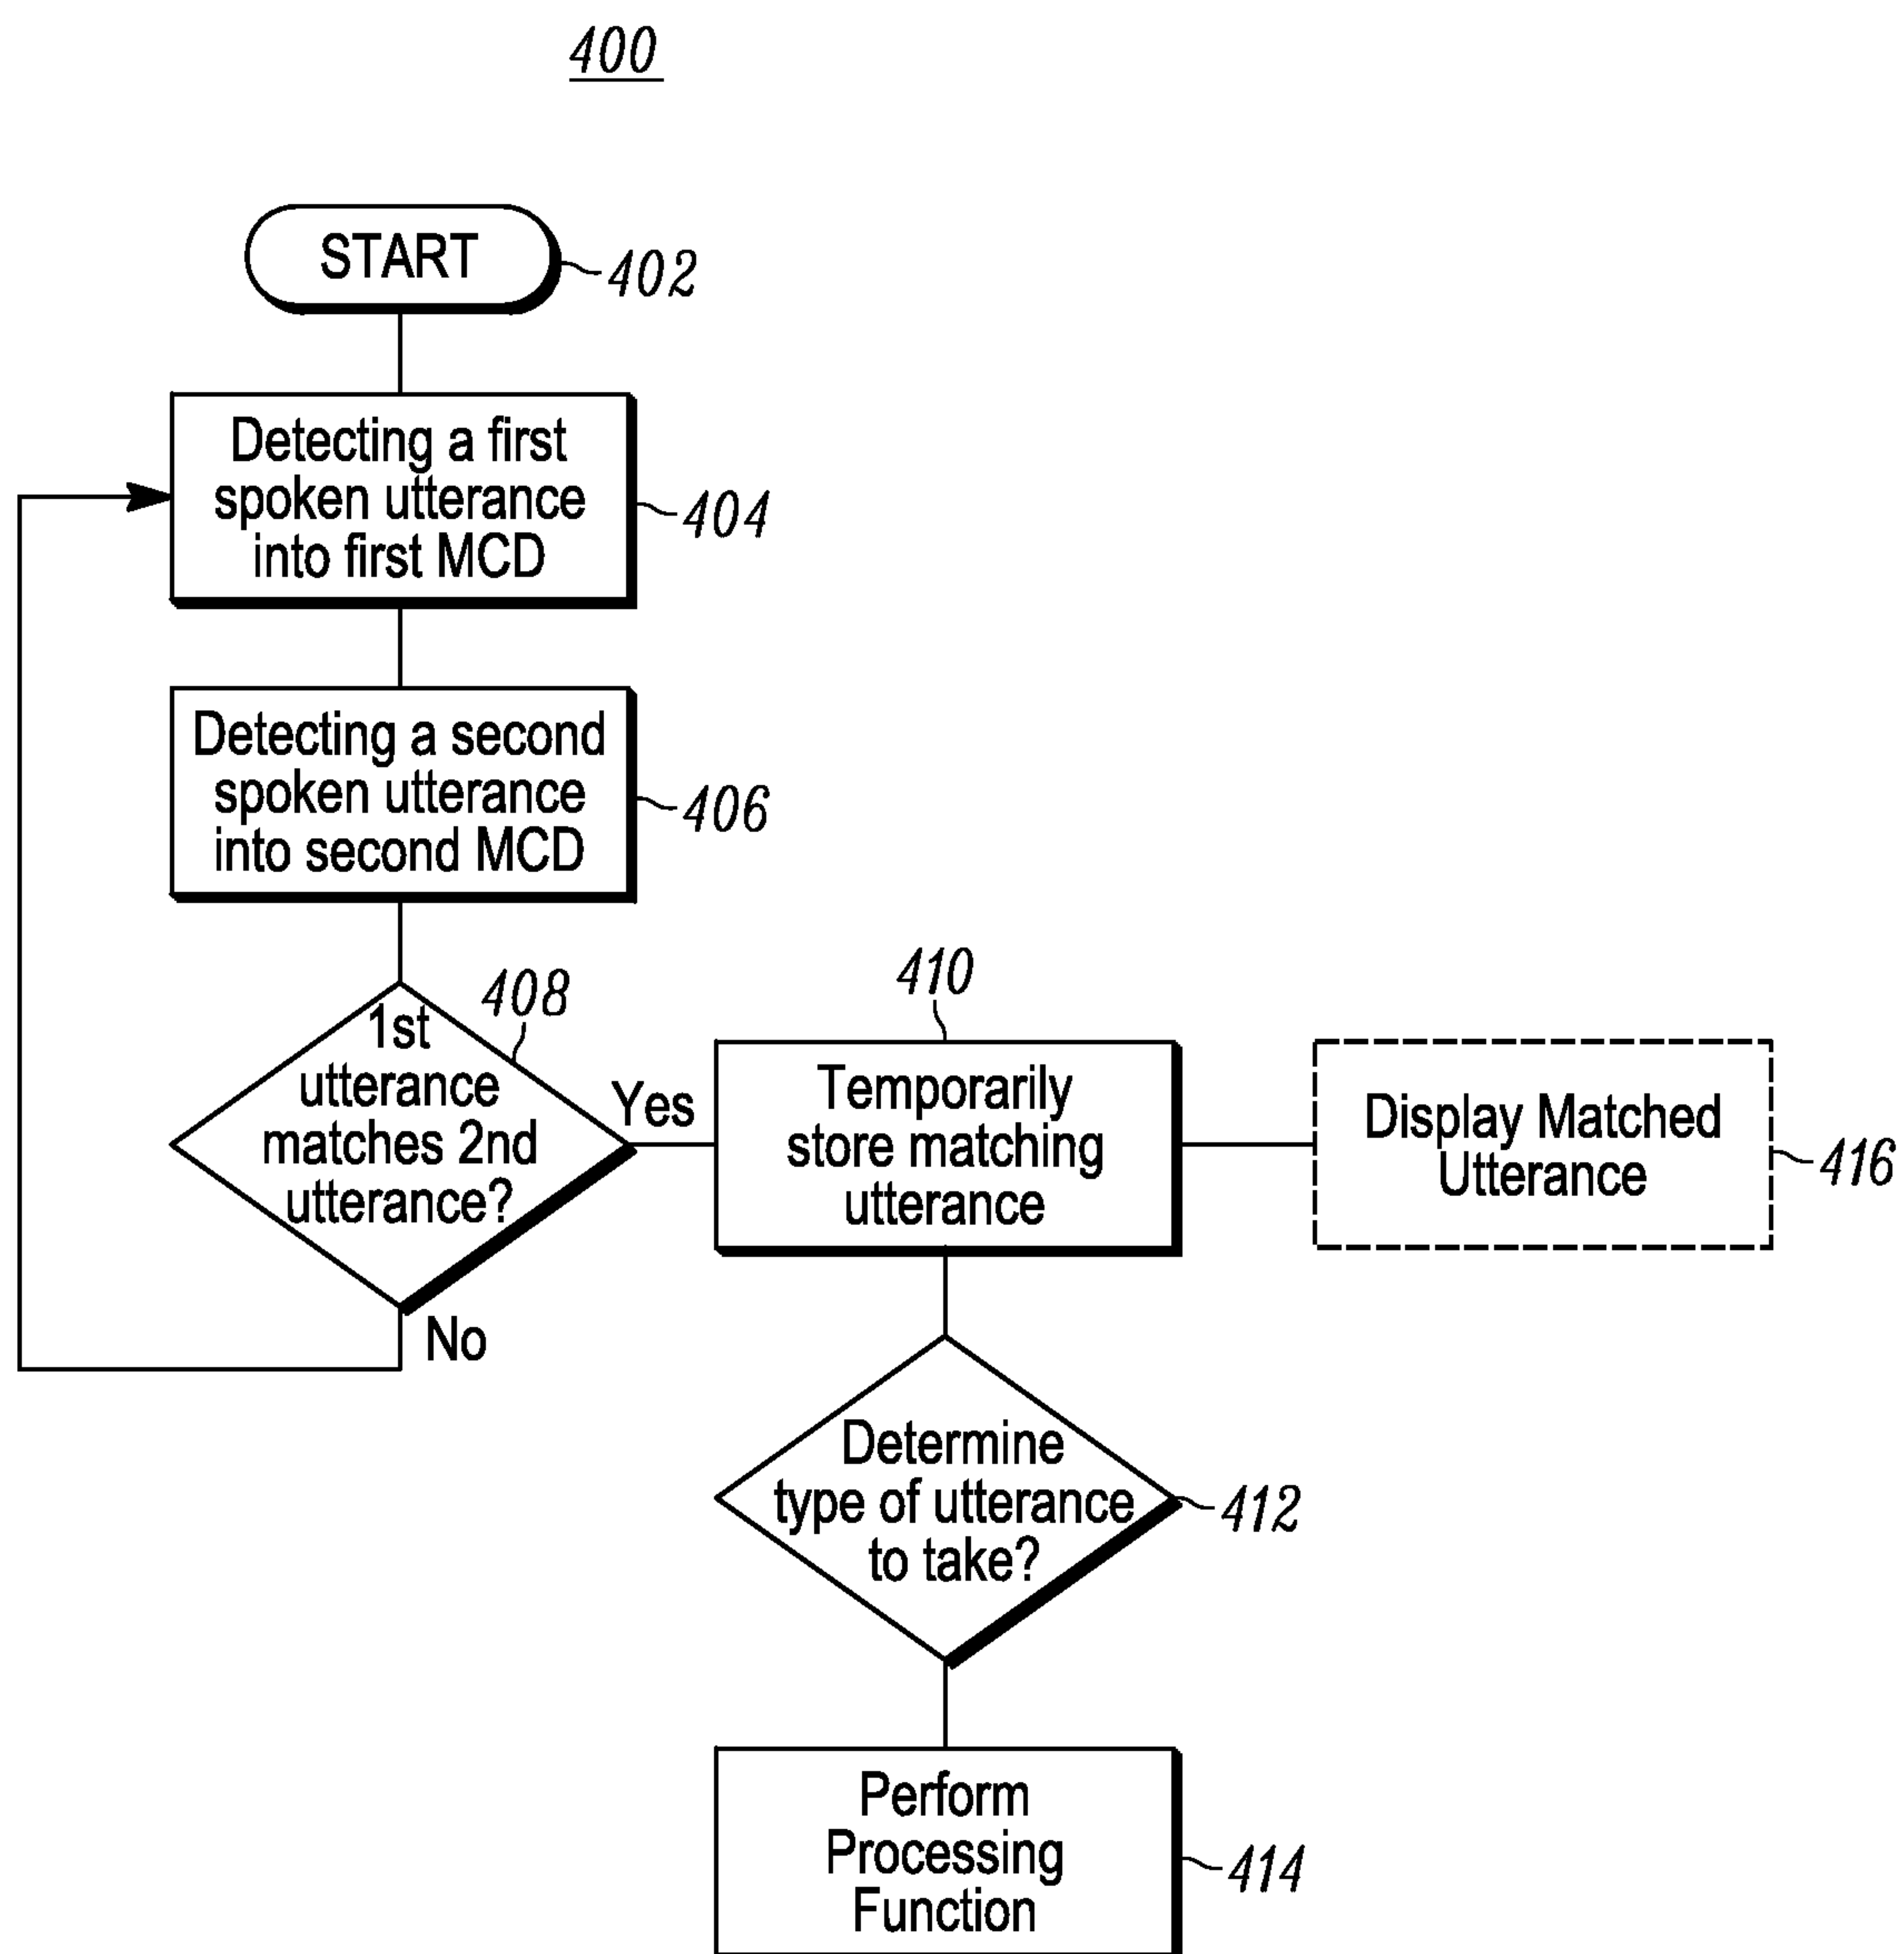 400
START
402
Detecting a first
spoken utterance
into first MCD
404
Detecting a second
spoken utterance
into second MCD
406
408
1st
utterance
matches 2nd
utterance?
Yes
No
410
Temporarily
store matching
utterance
Display Matched
Utterance
416
Determine
type of utterance
to take?
412
Perform
Processing
Function
414